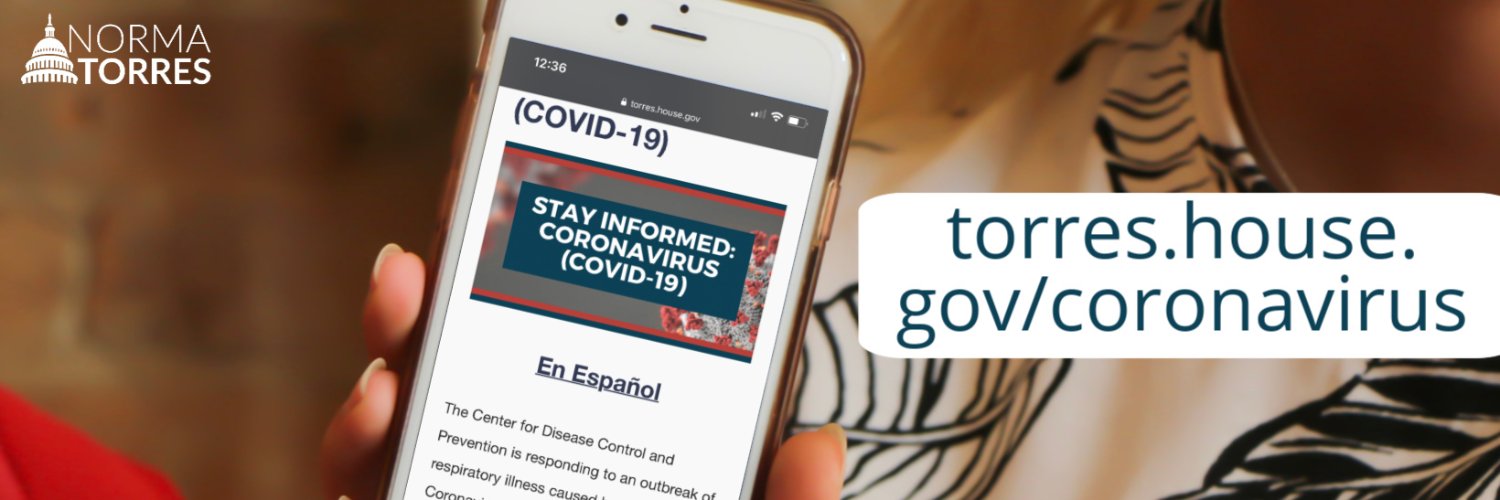 NORMA
TORRES
12:36
torres.house.gov
(COVID-19)
STAY INFORMED:
CORONAVIRUS
(COVID-19)
En Español
The Center for Disease Control and
Prevention is responding to an outbreak of
respiratory illness caused
torres.house.
gov/coronavirus